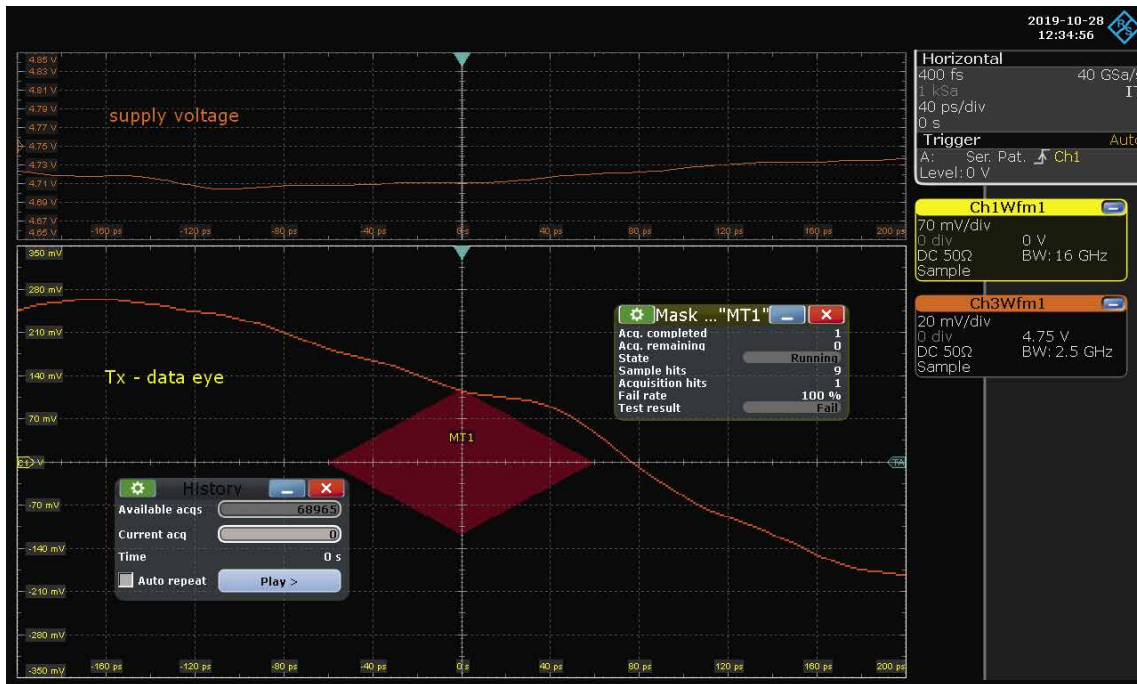 2019-10-28
12:34:56
4.85 V
4.83 V
4.81 V
4.79 V
4.77 V
4.75 V
4.73 V
4.71 V
4.69 V
4.67 V
4.65 V
supply voltage
-160 ps -120 ps -80 ps -40 ps 0 s 40 ps 80 ps 120 ps 160 ps 200 ps
350 mV
280 mV
210 mV
140 mV
70 mV
-70 mV
-140 mV
-210 mV
-280 mV
-350 mV
Tx - data eye
MT1
TA
Mask ..."MT1"
Acq. completed 1
Acq. remaining 0
State Running
Sample hits 9
Acquisition hits 1
Fail rate 100 %
Test result Fail
History
Available acqs 68965
Current acq 0
Time 0 s
Auto repeat Play >
-160 ps -120 ps -80 ps -40 ps 0 s 40 ps 80 ps 120 ps 160 ps 200 ps
Horizontal
400 fs 40 GSa/s
1 kSa
40 ps/div
0 s
Trigger Auto
A: Ser. Pat. Ch1
Level: 0 V
Ch1Wfm1
70 mV/div
0 div 0 V
DC 50Ω BW: 16 GHz
Sample
Ch3Wfm1
20 mV/div
0 div 4.75 V
DC 50Ω BW: 2.5 GHz
Sample